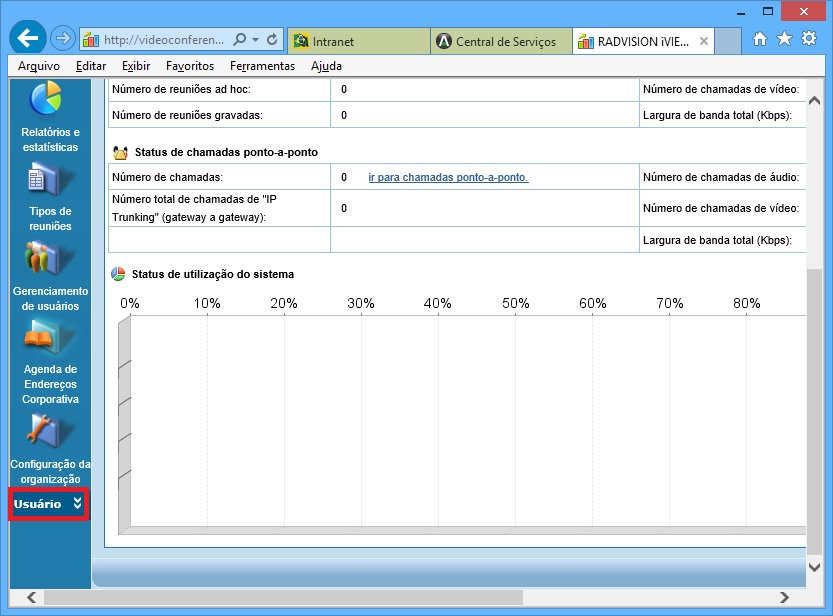 http://videoconferen...
Intranet
Central de Serviços
RADVISION iVIE...
Arquivo Editar Exibir Favoritos Ferramentas Ajuda
Relatórios e
estatísticas
Tipos de
reuniões
Gerenciamento
de usuários
Agenda de
Endereços
Corporativa
Configuração da
organização
Usuário
Número de reuniões ad hoc: 0 Número de chamadas de vídeo:
Número de reuniões gravadas: 0 Largura de banda total (Kbps):
Status de chamadas ponto-a-ponto
Número de chamadas: 0 ir para chamadas ponto-a-ponto. Número de chamadas de áudio:
Número total de chamadas de "IP
Trunking" (gateway a gateway): 0 Número de chamadas de vídeo:
Largura de banda total (Kbps):
Status de utilização do sistema
0% 10% 20% 30% 40% 50% 60% 70% 80%